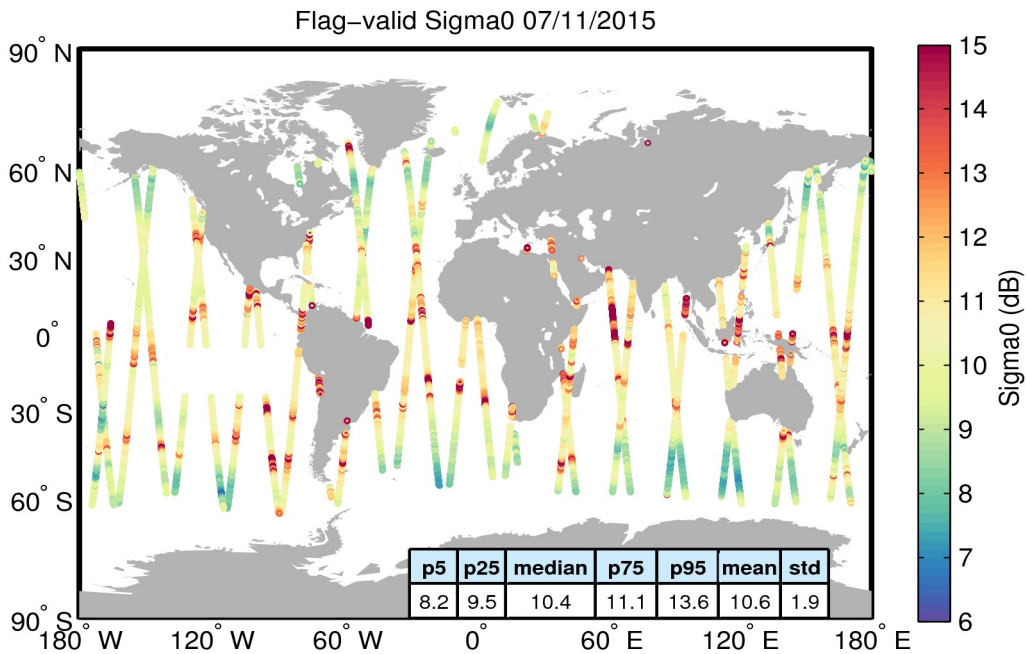 Flag−valid Sigma0 07/11/2015
90° N
60° N
30° N
0°
30° S
60° S
90° S
180° W 120° W 60° W 0° 60° E 120° E 180° E
p5 p25 median p75 p95 mean std
8.2 9.5 10.4 11.1 13.6 10.6 1.9
15
14
13
12
11
10
9
8
7
6
Sigma0 (dB)